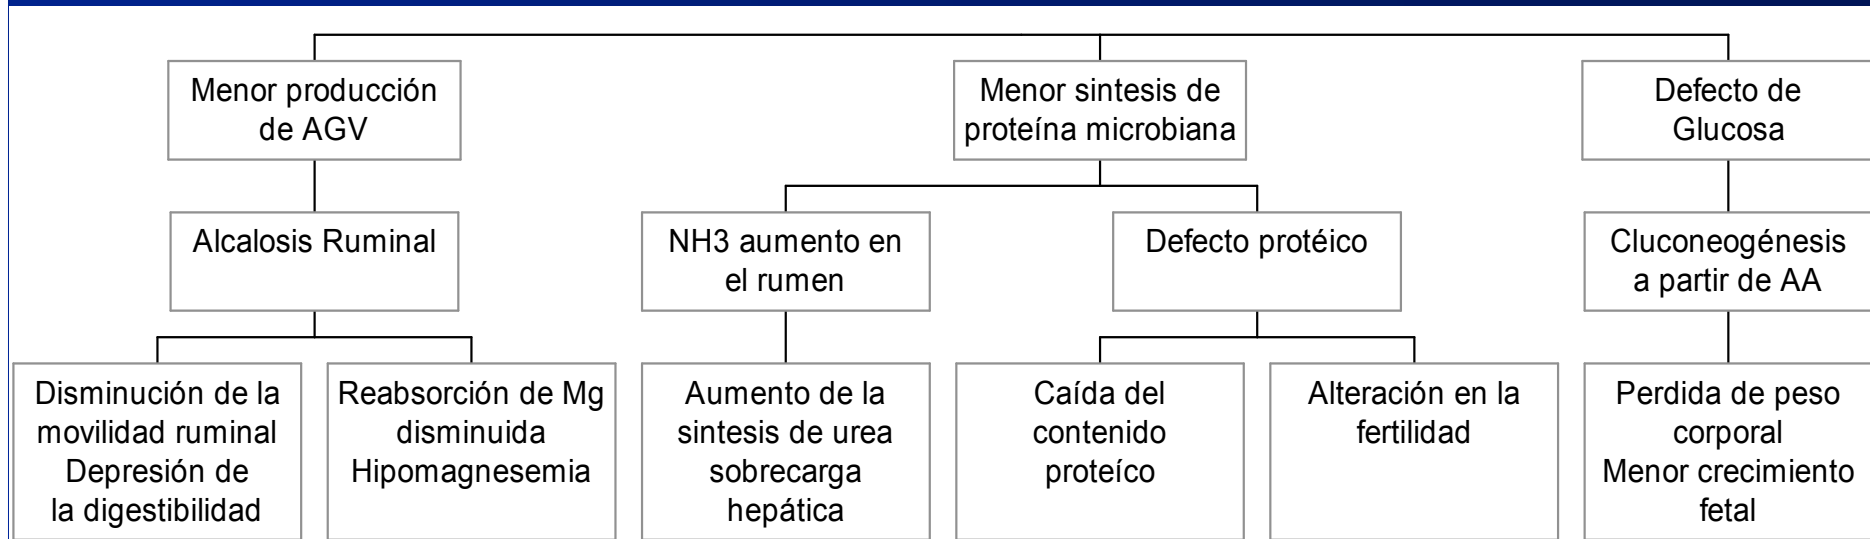 Menor producción
de AGV
Menor sintesis de
proteína microbiana
Defecto de
Glucosa
Alcalosis Ruminal
NH3 aumento en
el rumen
Defecto protéico
Cluconeogénesis
a partir de AA
Disminución de la
movilidad ruminal
Depresión de
la digestibilidad
Reabsorción de Mg
disminuida
Hipomagnesemia
Aumento de la
sintesis de urea
sobrecarga
hepática
Caída del
contenido
proteíco
Alteración en la
fertilidad
Perdida de peso
corporal
Menor crecimiento
fetal